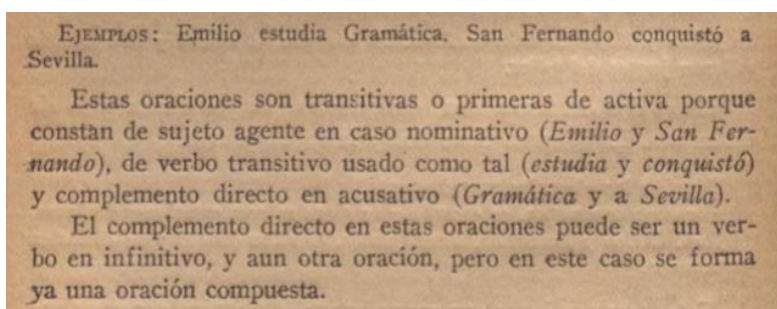 EJEMPLOS: Emilio estudia Gramática. San Fernando conquistó a
Sevilla.
Estas oraciones son transitivas o primeras de activa porque
constan de sujeto agente en caso nominativo (Emilio y San Fer-
nando), de verbo transitivo usado como tal (estudia y conquistó)
y complemento directo en acusativo (Gramática y a Sevilla).
El complemento directo en estas oraciones puede ser un ver-
bo en infinitivo, y aun otra oración, pero en este caso se forma
ya una oración compuesta.